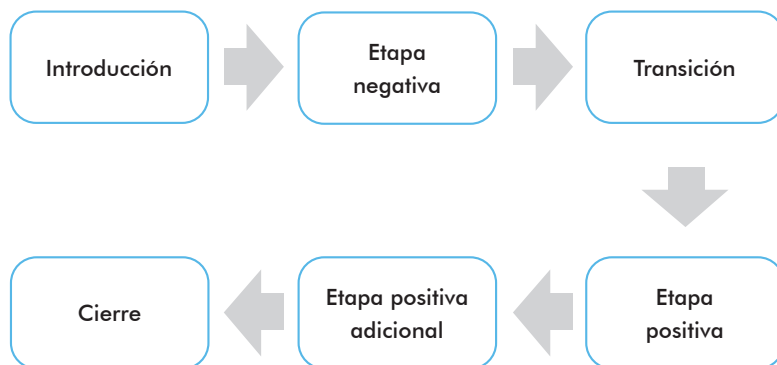 Introducción
Etapa
negativa
Transición
Etapa
positiva
Etapa positiva
adicional
Cierre